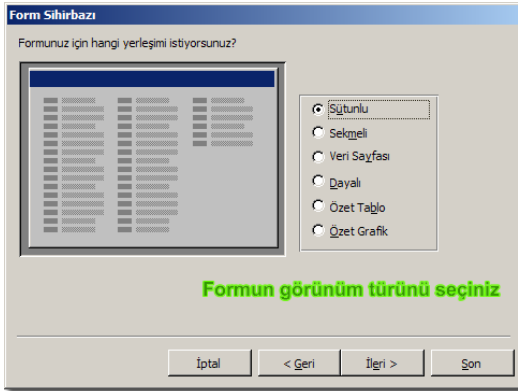 Form Sihirbazı
Formunuz için hangi yerleşimi istiyorsunuz?
Sütunlu
Sekmeli
Veri Sayfası
Dayalı
Özet Tablo
Özet Grafik
Formun görünüm türünü seçiniz
İptal
< Geri
İleri >
Son